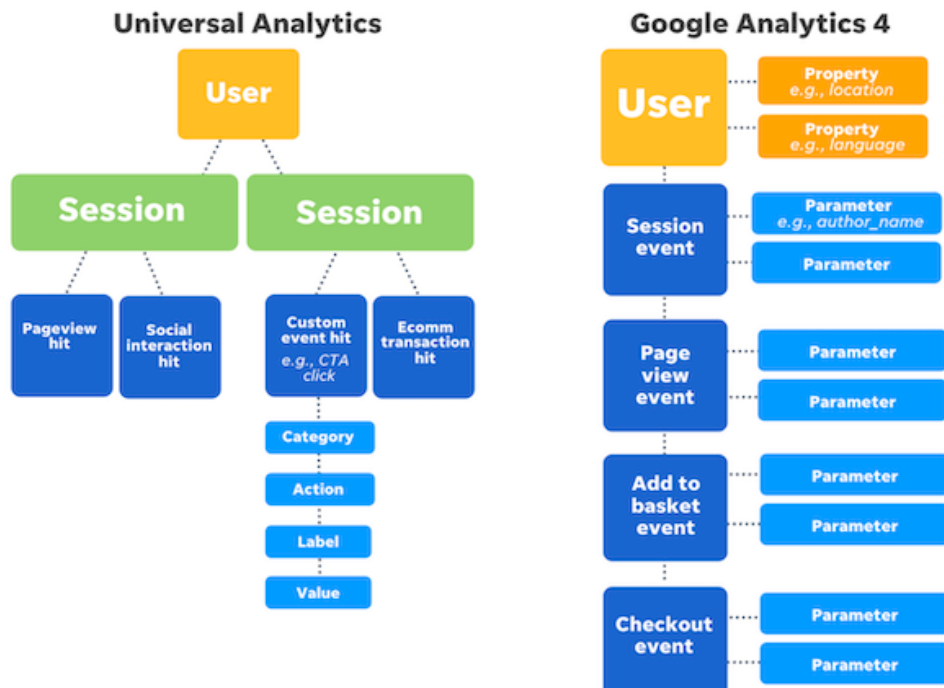 Universal Analytics
User
Session
Session
Pageview
hit
Social
interaction
hit
Custom
event hit
e.g., CTA
click
Ecomm
transaction
hit
Category
Action
Label
Value
Google Analytics 4
User
Property
e.g., location
Property
e.g., language
Session
event
Parameter
e.g., author_name
Parameter
Page
view
event
Parameter
Parameter
Add to
basket
event
Parameter
Parameter
Checkout
event
Parameter
Parameter